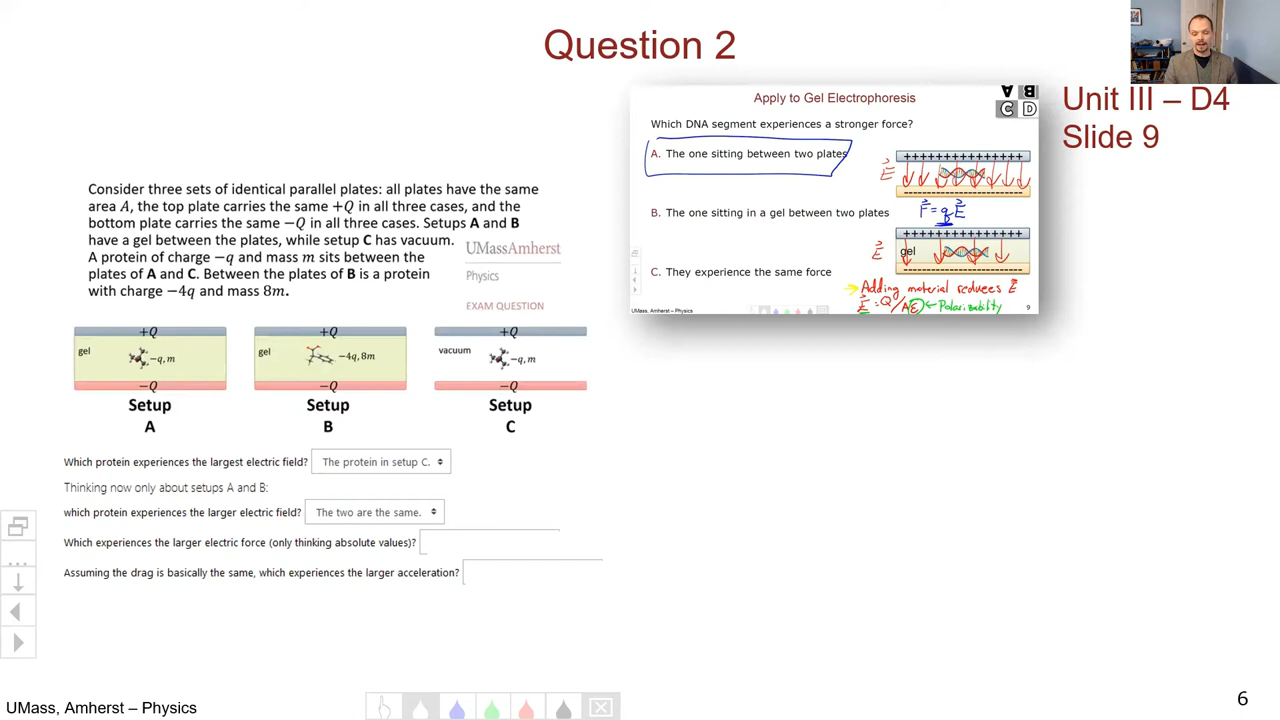 Question 2
Unit III – D4
Slide 9
Apply to Gel Electrophoresis
A
B
C
D
Which DNA segment experiences a stronger force?
A. The one sitting between two plates
+++++++++++++++
E
---------------
B. The one sitting in a gel between two plates
F = qE
+++++++++++++++
E
gel
---------------
C. They experience the same force
Adding material reduces E
E = Q/Aε ← Polarizability
UMass, Amherst – Physics
9
Consider three sets of identical parallel plates: all plates have the same
area A, the top plate carries the same +Q in all three cases, and the
bottom plate carries the same −Q in all three cases. Setups A and B
have a gel between the plates, while setup C has vacuum.
A protein of charge −q and mass m sits between the
plates of A and C. Between the plates of B is a protein
with charge −4q and mass 8m.
UMassAmherst
Physics
EXAM QUESTION
+Q
gel
−q, m
−Q
Setup
A
+Q
gel
−4q, 8m
−Q
Setup
B
+Q
vacuum
−q, m
−Q
Setup
C
Which protein experiences the largest electric field? The protein in setup C.
Thinking now only about setups A and B:
which protein experiences the larger electric field? The two are the same.
Which experiences the larger electric force (only thinking absolute values)?
Assuming the drag is basically the same, which experiences the larger acceleration?
UMass, Amherst – Physics
6